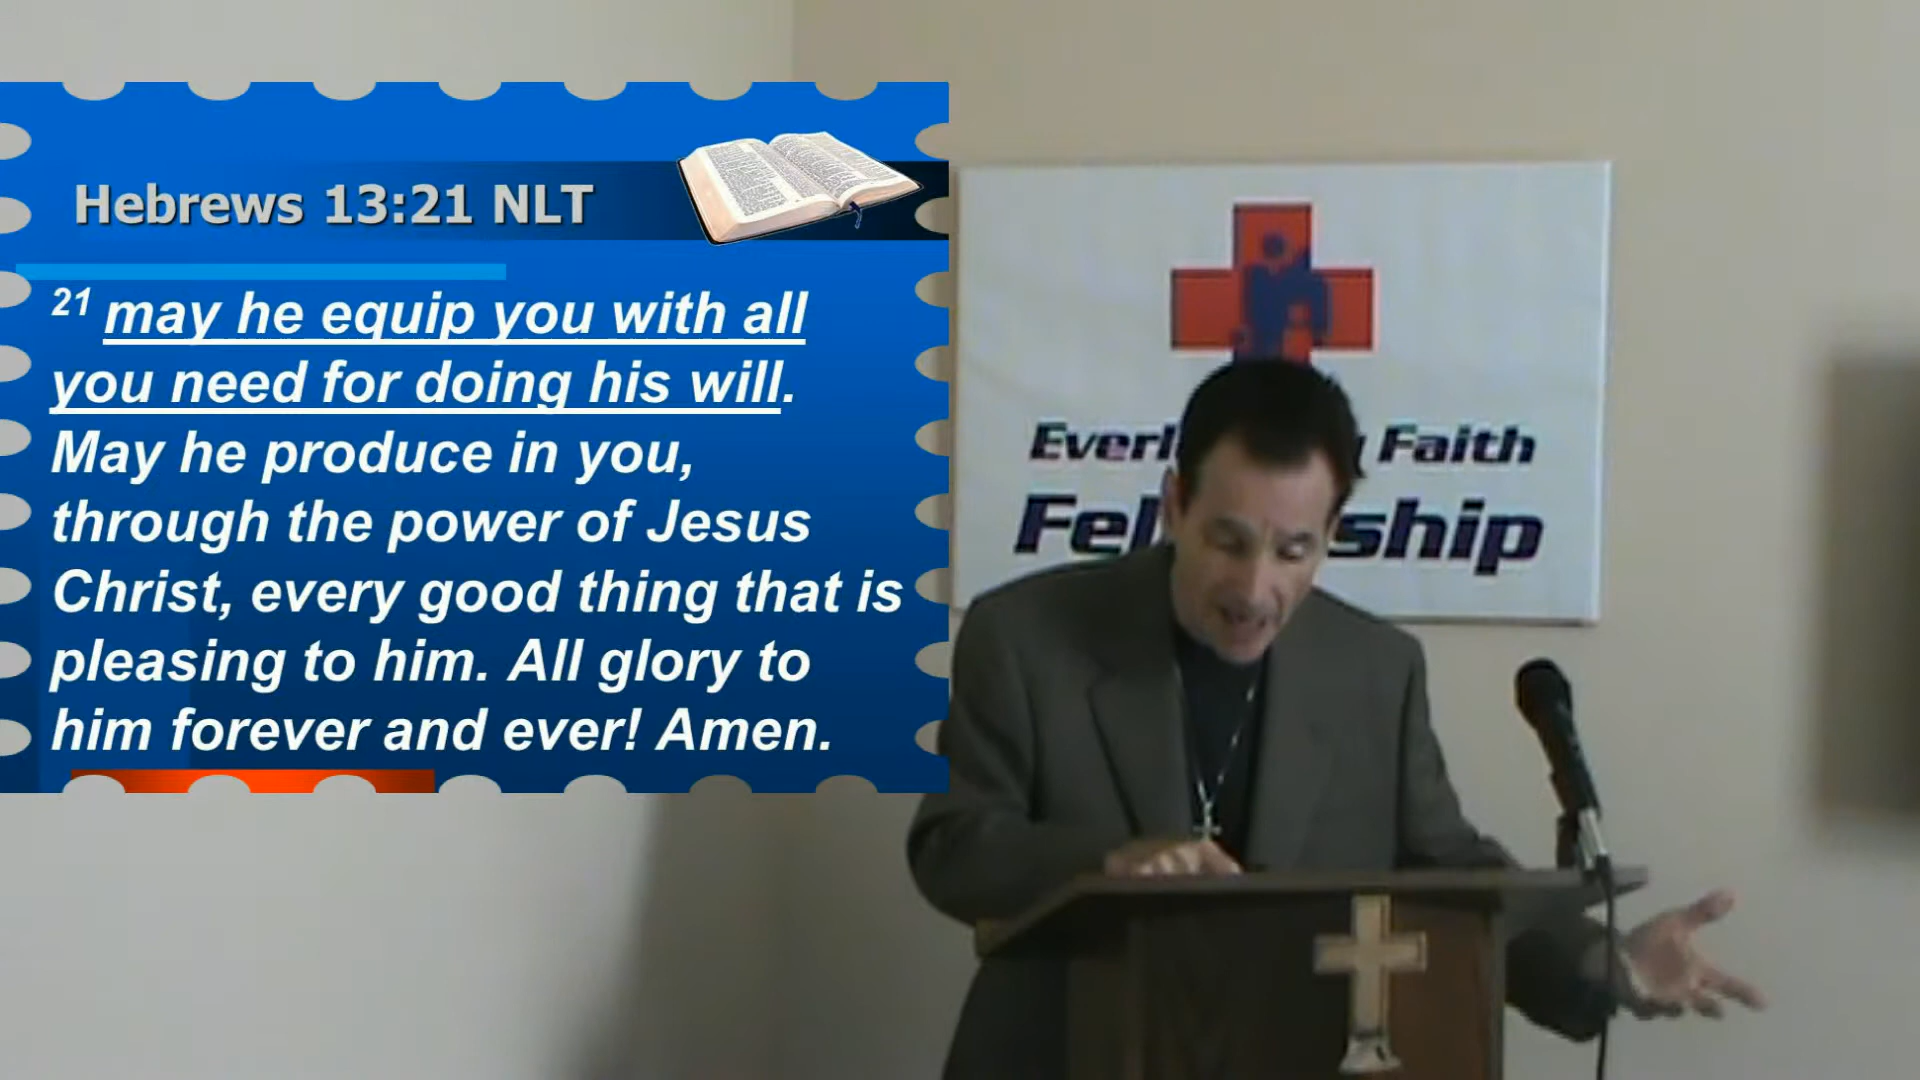 Hebrews 13:21 NLT
21 may he equip you with all
you need for doing his will.
May he produce in you,
through the power of Jesus
Christ, every good thing that is
pleasing to him. All glory to
him forever and ever! Amen.
Faith